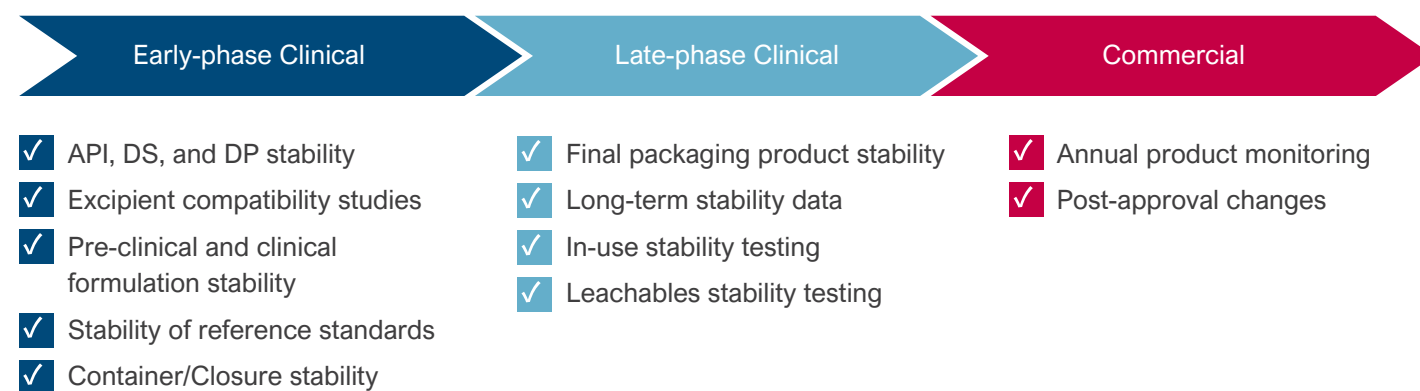 Early-phase Clinical
Late-phase Clinical
Commercial
API, DS, and DP stability
Excipient compatibility studies
Pre-clinical and clinical
formulation stability
Stability of reference standards
Container/Closure stability
Final packaging product stability
Long-term stability data
In-use stability testing
Leachables stability testing
Annual product monitoring
Post-approval changes